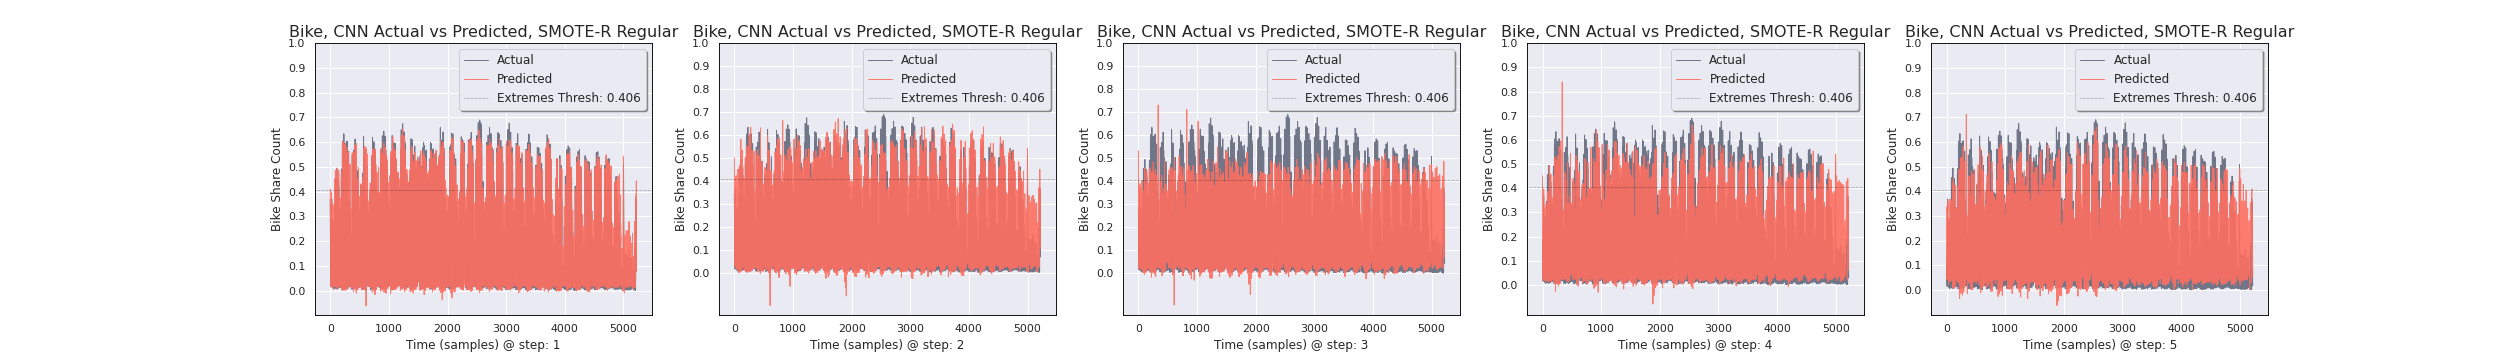 Bike, CNN Actual vs Predicted, SMOTE-R Regular
1.0
0.9
0.8
0.7
0.6
0.5
0.4
0.3
0.2
0.1
0.0
Bike Share Count
Actual
Predicted
Extremes Thresh: 0.406
0 1000 2000 3000 4000 5000
Time (samples) @ step: 1
Bike, CNN Actual vs Predicted, SMOTE-R Regular
1.0
0.9
0.8
0.7
0.6
0.5
0.4
0.3
0.2
0.1
0.0
Bike Share Count
Actual
Predicted
Extremes Thresh: 0.406
0 1000 2000 3000 4000 5000
Time (samples) @ step: 2
Bike, CNN Actual vs Predicted, SMOTE-R Regular
1.0
0.9
0.8
0.7
0.6
0.5
0.4
0.3
0.2
0.1
0.0
Bike Share Count
Actual
Predicted
Extremes Thresh: 0.406
0 1000 2000 3000 4000 5000
Time (samples) @ step: 3
Bike, CNN Actual vs Predicted, SMOTE-R Regular
1.0
0.9
0.8
0.7
0.6
0.5
0.4
0.3
0.2
0.1
0.0
Bike Share Count
Actual
Predicted
Extremes Thresh: 0.406
0 1000 2000 3000 4000 5000
Time (samples) @ step: 4
Bike, CNN Actual vs Predicted, SMOTE-R Regular
1.0
0.9
0.8
0.7
0.6
0.5
0.4
0.3
0.2
0.1
0.0
Bike Share Count
Actual
Predicted
Extremes Thresh: 0.406
0 1000 2000 3000 4000 5000
Time (samples) @ step: 5